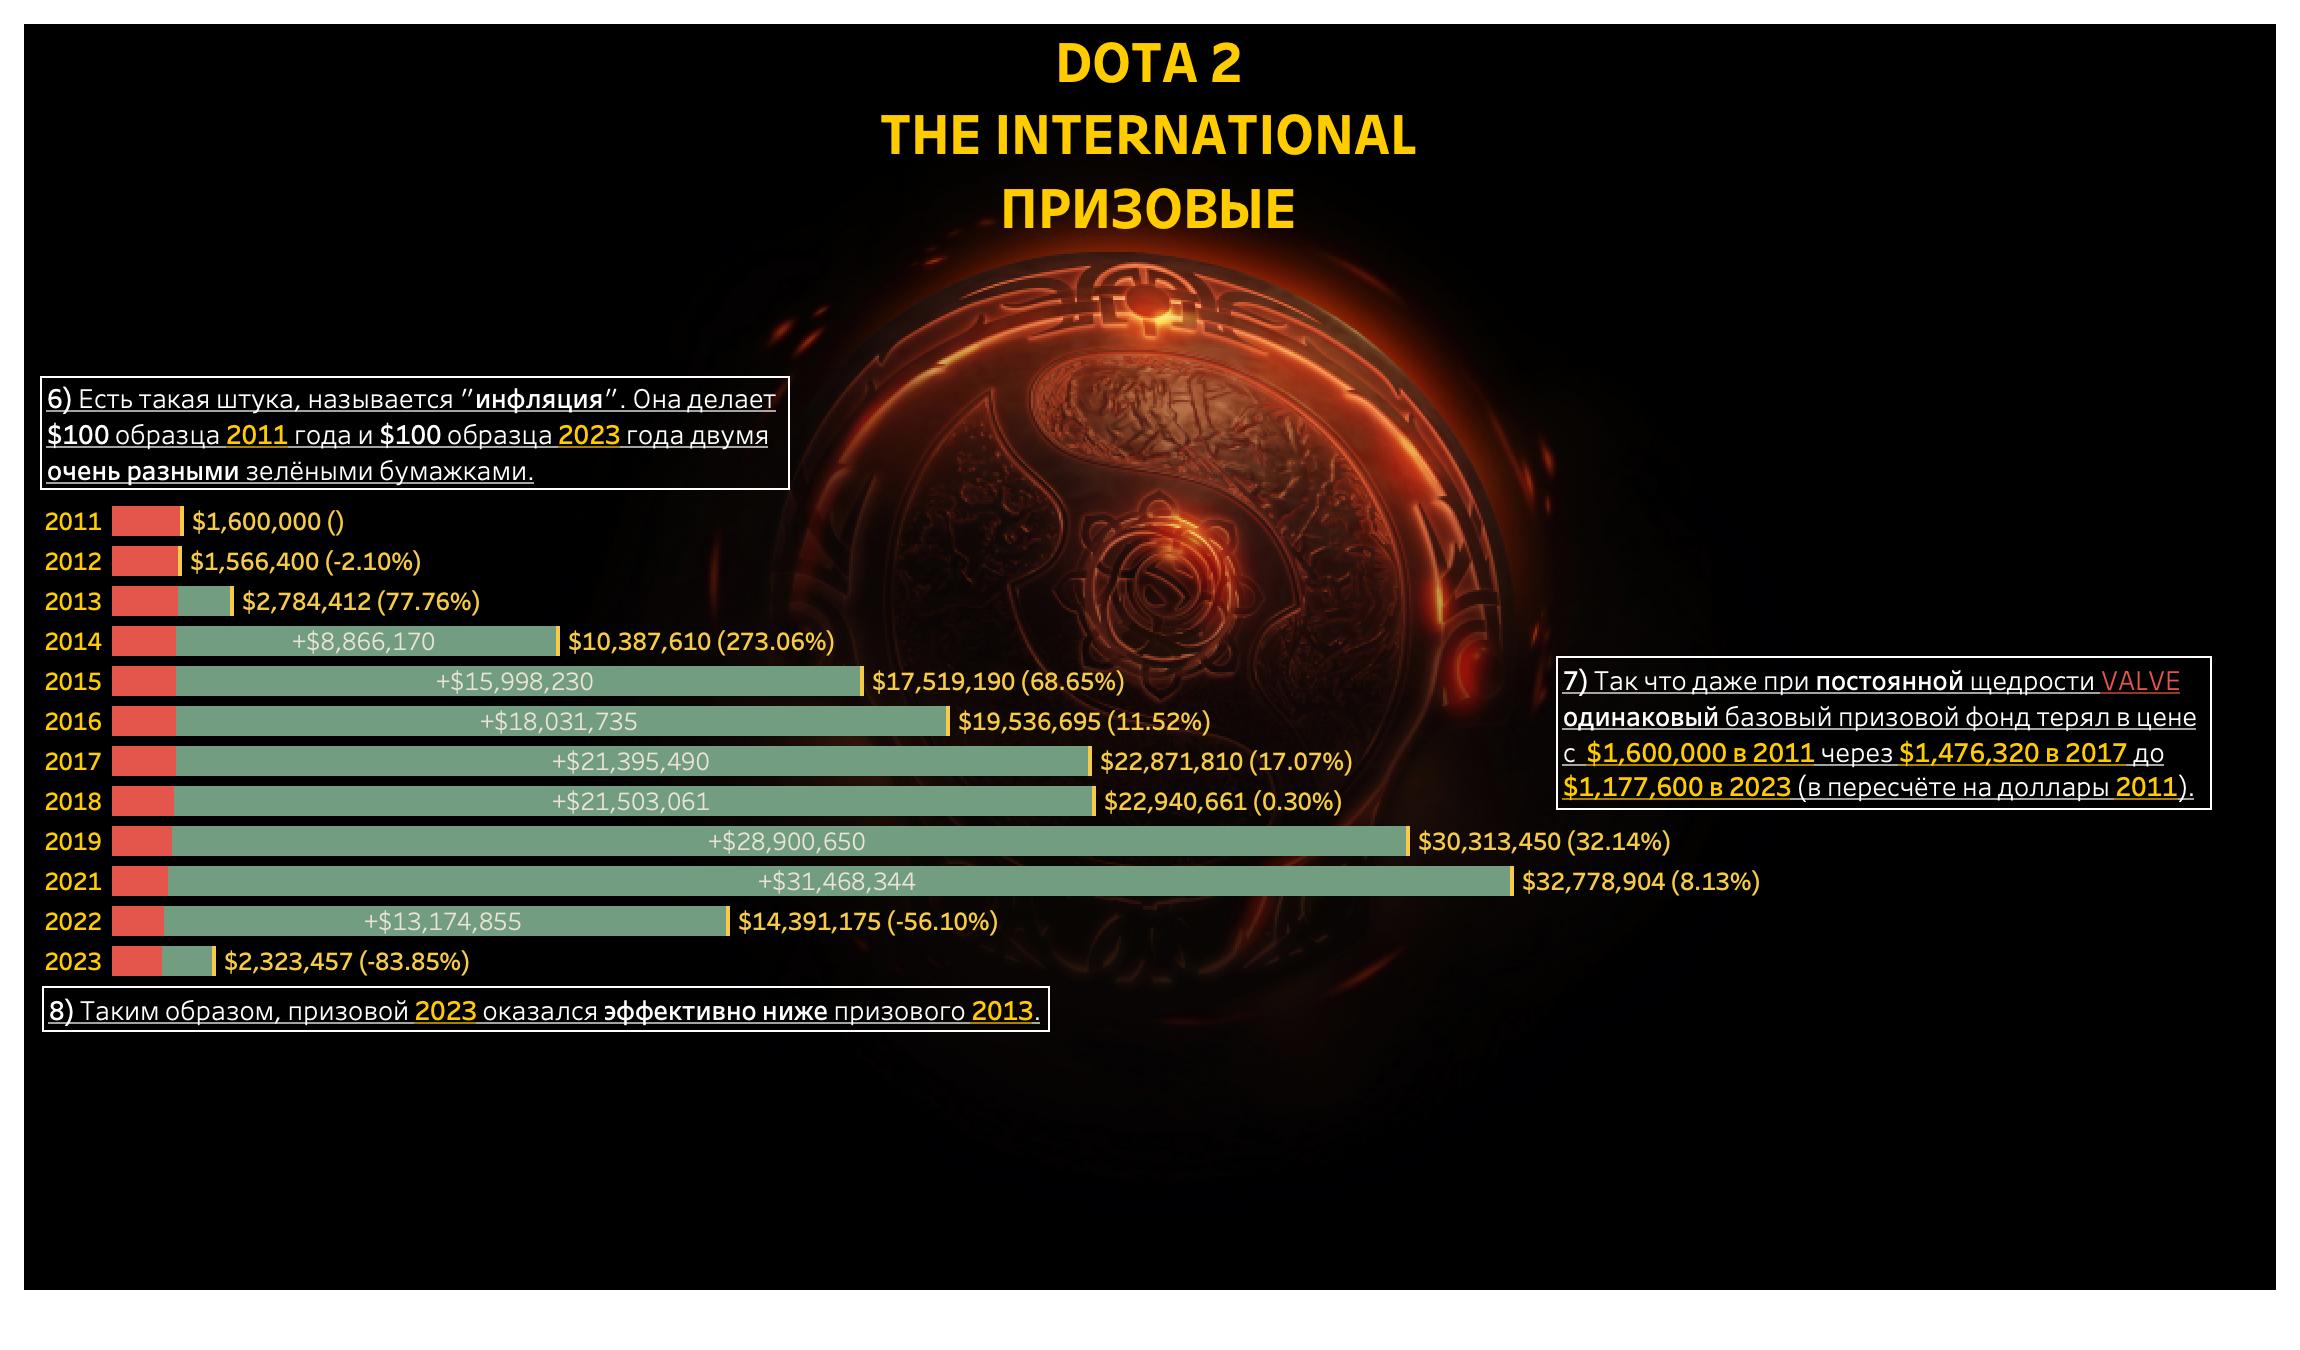 DOTA 2
THE INTERNATIONAL
ПРИЗОВЫЕ
6) Есть такая штука, называется ”инфляция”. Она делает
$100 образца 2011 года и $100 образца 2023 года двумя
очень разными зелёными бумажками.
2011 $1,600,000 ()
2012 $1,566,400 (-2.10%)
2013 $2,784,412 (77.76%)
2014 +$8,866,170 $10,387,610 (273.06%)
2015 +$15,998,230 $17,519,190 (68.65%)
2016 +$18,031,735 $19,536,695 (11.52%)
2017 +$21,395,490 $22,871,810 (17.07%)
2018 +$21,503,061 $22,940,661 (0.30%)
2019 +$28,900,650 $30,313,450 (32.14%)
2021 +$31,468,344 $32,778,904 (8.13%)
2022 +$13,174,855 $14,391,175 (-56.10%)
2023 $2,323,457 (-83.85%)
7) Так что даже при постоянной щедрости VALVE
одинаковый базовый призовой фонд терял в цене
с $1,600,000 в 2011 через $1,476,320 в 2017 до
$1,177,600 в 2023 (в пересчёте на доллары 2011).
8) Таким образом, призовой 2023 оказался эффективно ниже призового 2013.